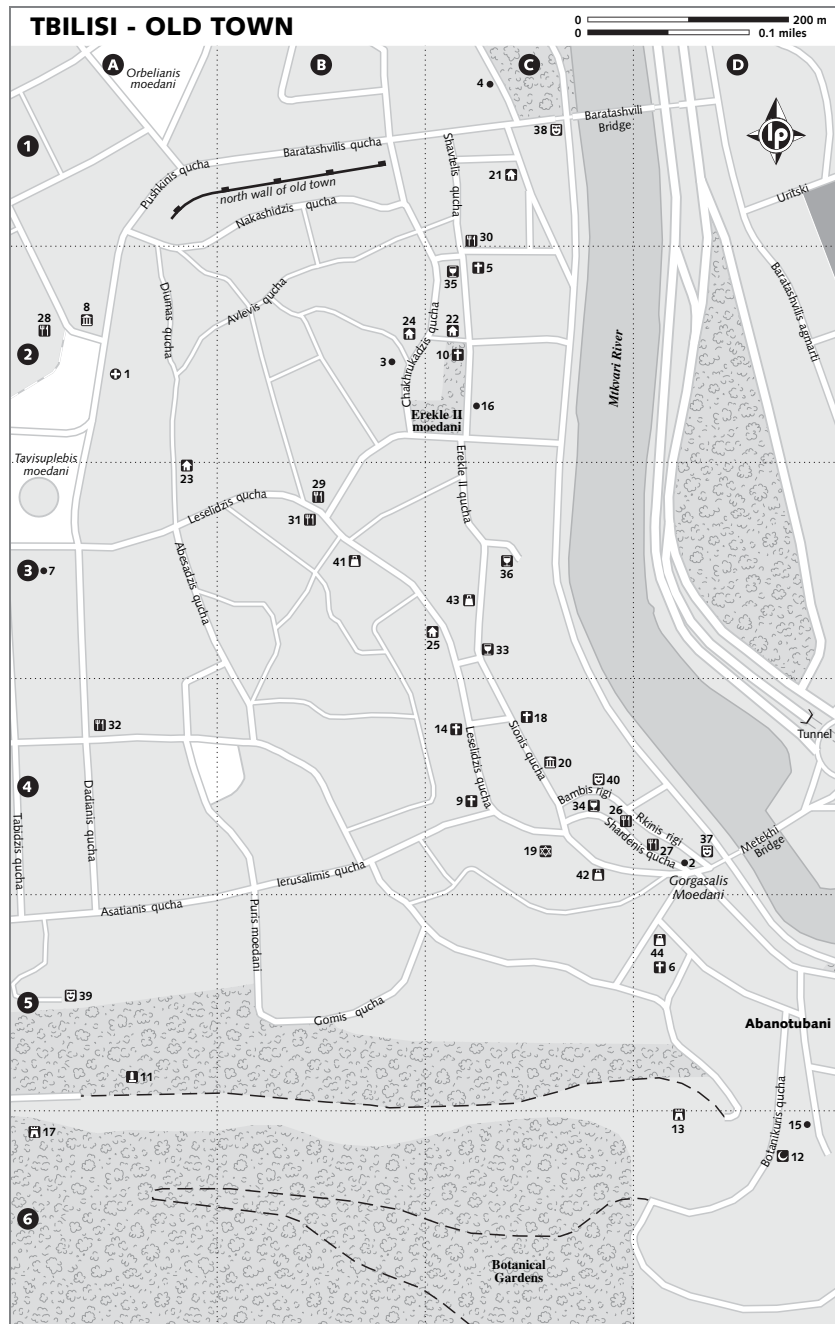 TBILISI - OLD TOWN
0 200 m
0 0.1 miles
A
B
C
D
Orbelianis
moedani
4
38
Baratashvili
Bridge
lp
1
Pushkinis qucha
Baratashvilis qucha
Shavtelis qucha
21
Uritski
north wall of old town
Nakashidzis qucha
30
5
35
Baratashvilis agmarti
Diumas qucha
Avlevis qucha
28
8
24
22
Chakhrukadzis qucha
2
3
10
1
Mtkvari River
16
Erekle II
moedani
Tavisuplebis
moedani
23
Erekle II qucha
29
Leselidzis qucha
31
3
7
Abesadzis qucha
41
36
43
25
33
32
14
18
Leselidzis qucha
Sionis qucha
Tunnel
20
40
4
Bambis rigi
34
26
Rkinis rigi
9
Shardenis qucha
27
37
Metekhi
Bridge
Tabidzis qucha
Dadianis qucha
19
2
42
Gorgasalis
Moedani
Ierusalimis qucha
Asatianis qucha
Puris moedani
44
6
39
5
Gomis qucha
Abanotubani
11
13
Botanikuris qucha
15
17
12
6
Botanical
Gardens